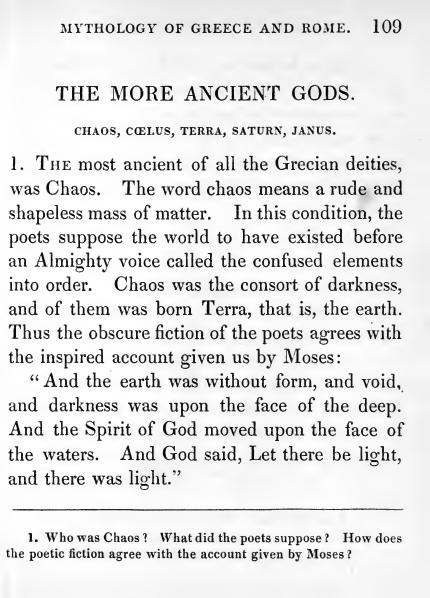 MYTHOLOGY OF GREECE AND ROME. 109
THE MORE ANCIENT GODS.
CHAOS, CŒLUS, TERRA, SATURN, JANUS.
1. THE most ancient of all the Grecian deities,
was Chaos. The word chaos means a rude and
shapeless mass of matter. In this condition, the
poets suppose the world to have existed before
an Almighty voice called the confused elements
into order. Chaos was the consort of darkness,
and of them was born Terra, that is, the earth.
Thus the obscure fiction of the poets agrees with
the inspired account given us by Moses:
“And the earth was without form, and void,
and darkness was upon the face of the deep.
And the Spirit of God moved upon the face of
the waters. And God said, Let there be light,
and there was light.”
1. Who was Chaos? What did the poets suppose? How does
the poetic fiction agree with the account given by Moses?